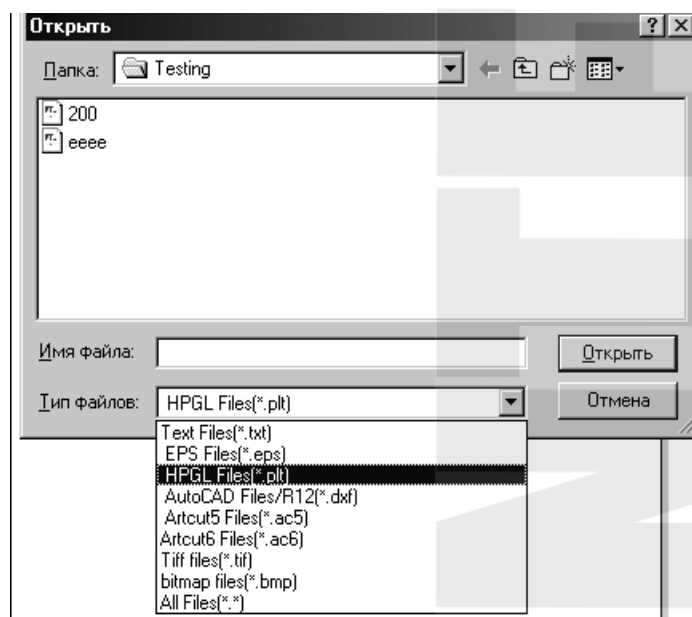 Открыть
Папка: Testing
200
eeee
Имя файла:
Открыть
Тип файлов: HPGL Files(*.plt)
Отмена
Text Files(*.txt)
EPS Files(*.eps)
HPGL Files(*.plt)
AutoCAD Files/R12(*.dxf)
Artcut5 Files(*.ac5)
Artcut6 Files(*.ac6)
Tiff files(*.tif)
bitmap files(*.bmp)
All Files(*.*)